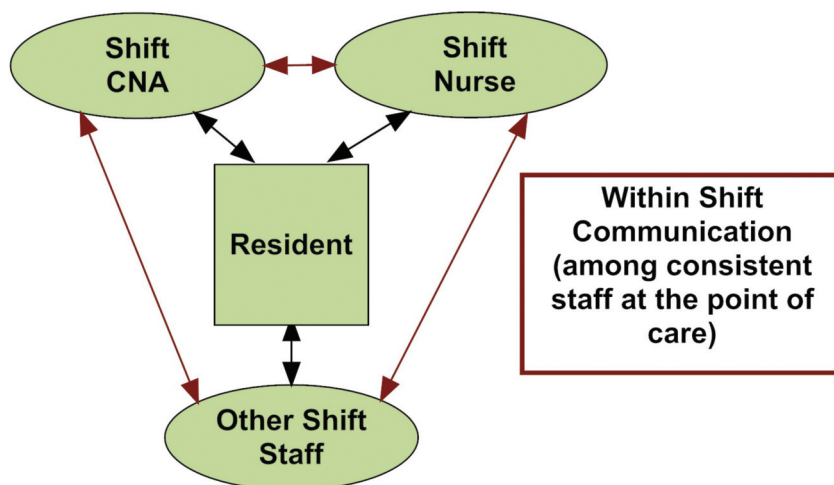 Shift
CNA
Shift
Nurse
Resident
Other Shift
Staff
Within Shift
Communication
(among consistent
staff at the point of
care)